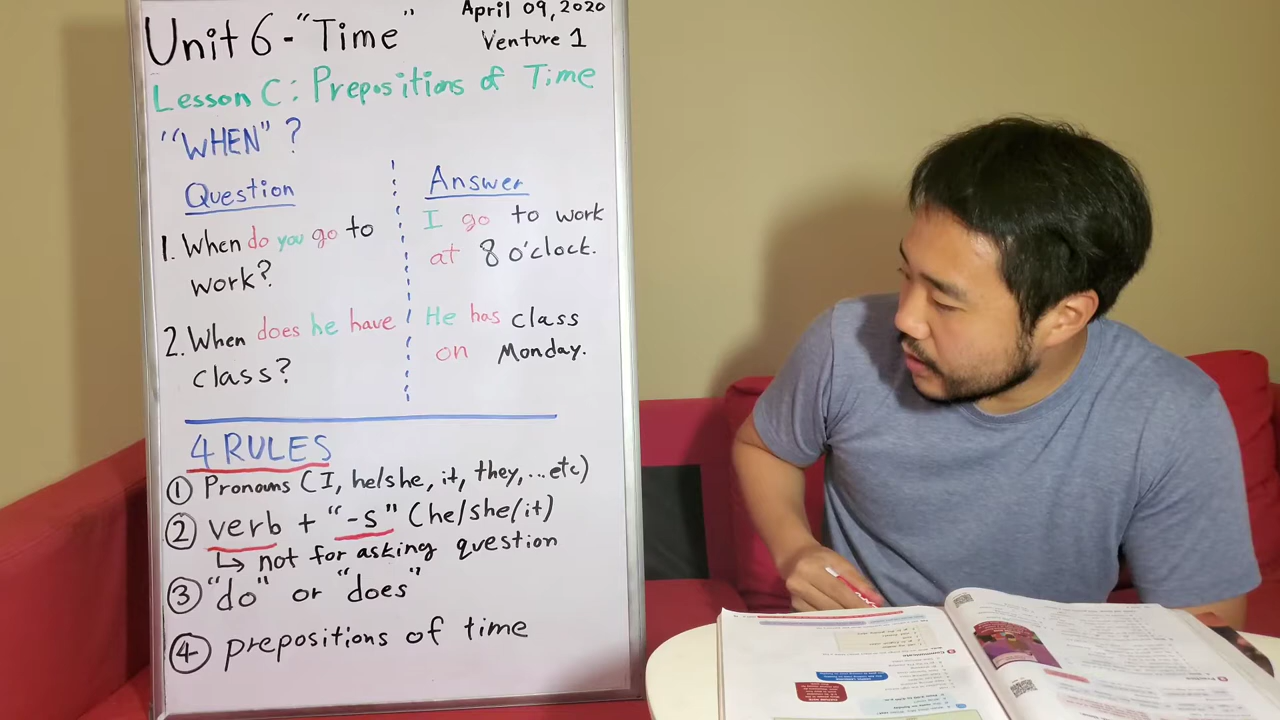 Unit 6 - "Time"
April 09, 2020
Venture 1
Lesson C: Prepositions of Time
"WHEN"?
Question
1. When do you go to
work?
2. When does he have
class?
Answer
I go to work
at 8 o'clock.
He has class
on Monday.
4 RULES
① Pronouns (I, he/she, it, they, ...etc)
② verb + "-s" (he/she/it)
↳ not for asking question
③ "do" or "does"
④ prepositions of time